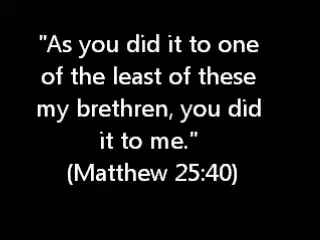 "As you did it to one
of the least of these
my brethren, you did
it to me."
(Matthew 25:40)